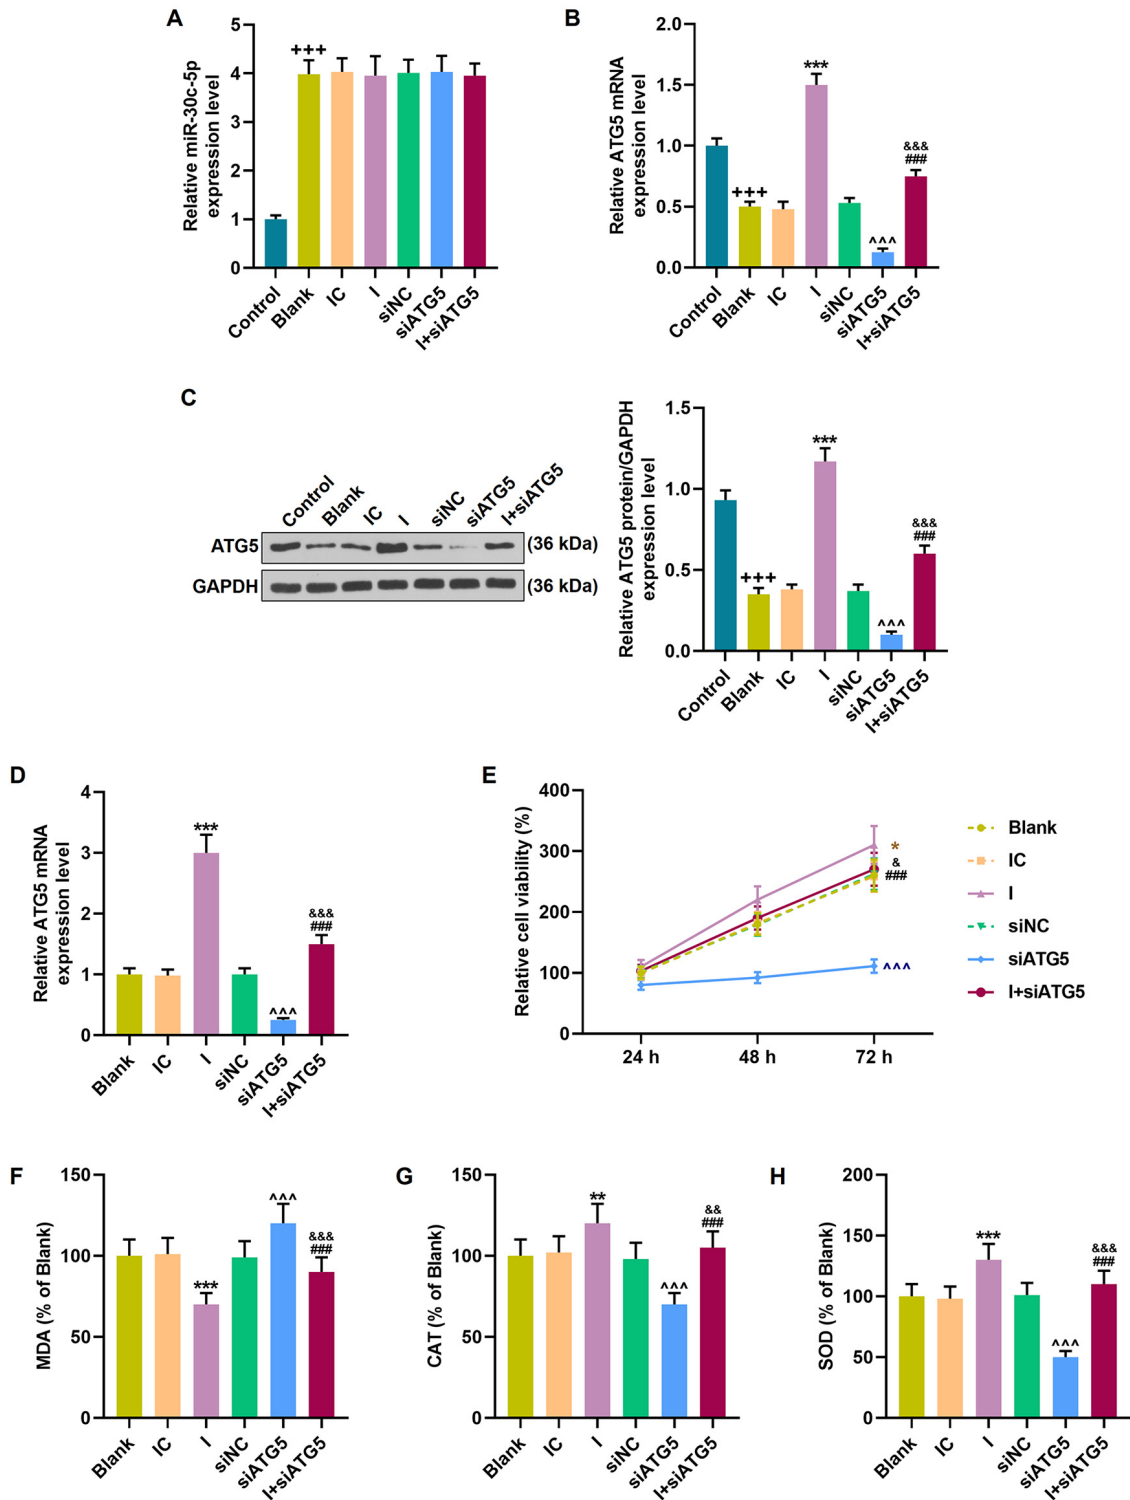 A
Relative miR-30c-5p
expression level
5
4
3
2
1
0
+++
Control
Blank
IC
I
siNC
siATG5
I+siATG5
B
Relative ATG5 mRNA
expression level
2.0
1.5
1.0
0.5
0.0
+++
***
^^^
&&&
###
Control
Blank
IC
I
siNC
siATG5
I+siATG5
C
Control
Blank
IC
I
siNC
siATG5
I+siATG5
ATG5
(36 kDa)
GAPDH
(36 kDa)
Relative ATG5 protein/GAPDH
expression level
1.5
1.0
0.5
0.0
+++
***
^^^
&&&
###
Control
Blank
IC
I
siNC
siATG5
I+siATG5
D
Relative ATG5 mRNA
expression level
4
3
2
1
0
***
^^^
&&&
###
Blank
IC
I
siNC
siATG5
I+siATG5
E
Relative cell viability (%)
400
300
200
100
0
*
&
###
^^^
24 h
48 h
72 h
Blank
IC
I
siNC
siATG5
I+siATG5
F
MDA (% of Blank)
150
100
50
0
***
^^^
&&&
###
Blank
IC
I
siNC
siATG5
I+siATG5
G
CAT (% of Blank)
150
100
50
0
**
^^^
&&
###
Blank
IC
I
siNC
siATG5
I+siATG5
H
SOD (% of Blank)
200
150
100
50
0
***
^^^
&&&
###
Blank
IC
I
siNC
siATG5
I+siATG5